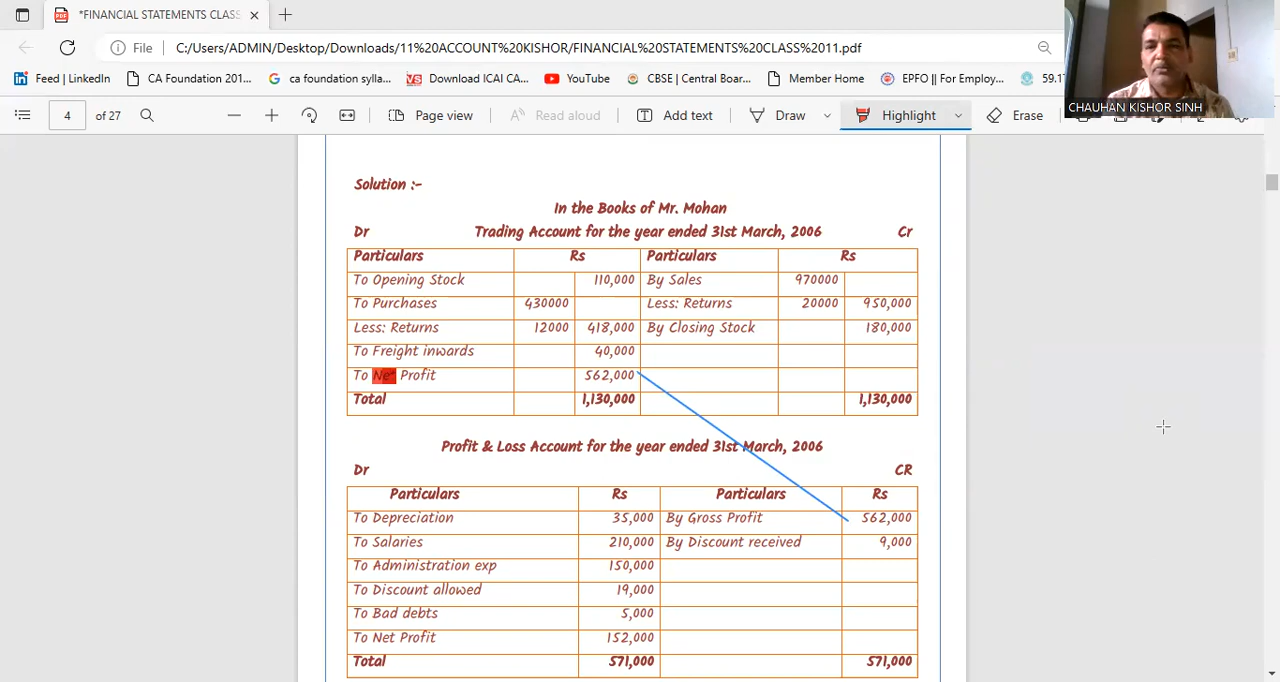 *FINANCIAL STATEMENTS CLASS
File C:/Users/ADMIN/Desktop/Downloads/11%20ACCOUNT%20KISHOR/FINANCIAL%20STATEMENTS%20CLASS%2011.pdf
Feed | LinkedIn CA Foundation 201... ca foundation sylla... Download ICAI CA... YouTube CBSE | Central Boar... Member Home EPFO || For Employ... 59.17
CHAUHAN KISHOR SINH
4 of 27 Page view Read aloud Add text Draw Highlight Erase
Solution :-
In the Books of Mr. Mohan
Dr Trading Account for the year ended 31st March, 2006 Cr
Particulars Rs Particulars Rs
To Opening Stock 110,000 By Sales 970000
To Purchases 430000 Less: Returns 20000 950,000
Less: Returns 12000 418,000 By Closing Stock 180,000
To Freight inwards 40,000
To Net Profit 562,000
Total 1,130,000 1,130,000
Profit & Loss Account for the year ended 31st March, 2006
Dr CR
Particulars Rs Particulars Rs
To Depreciation 35,000 By Gross Profit 562,000
To Salaries 210,000 By Discount received 9,000
To Administration exp 150,000
To Discount allowed 19,000
To Bad debts 5,000
To Net Profit 152,000
Total 571,000 571,000